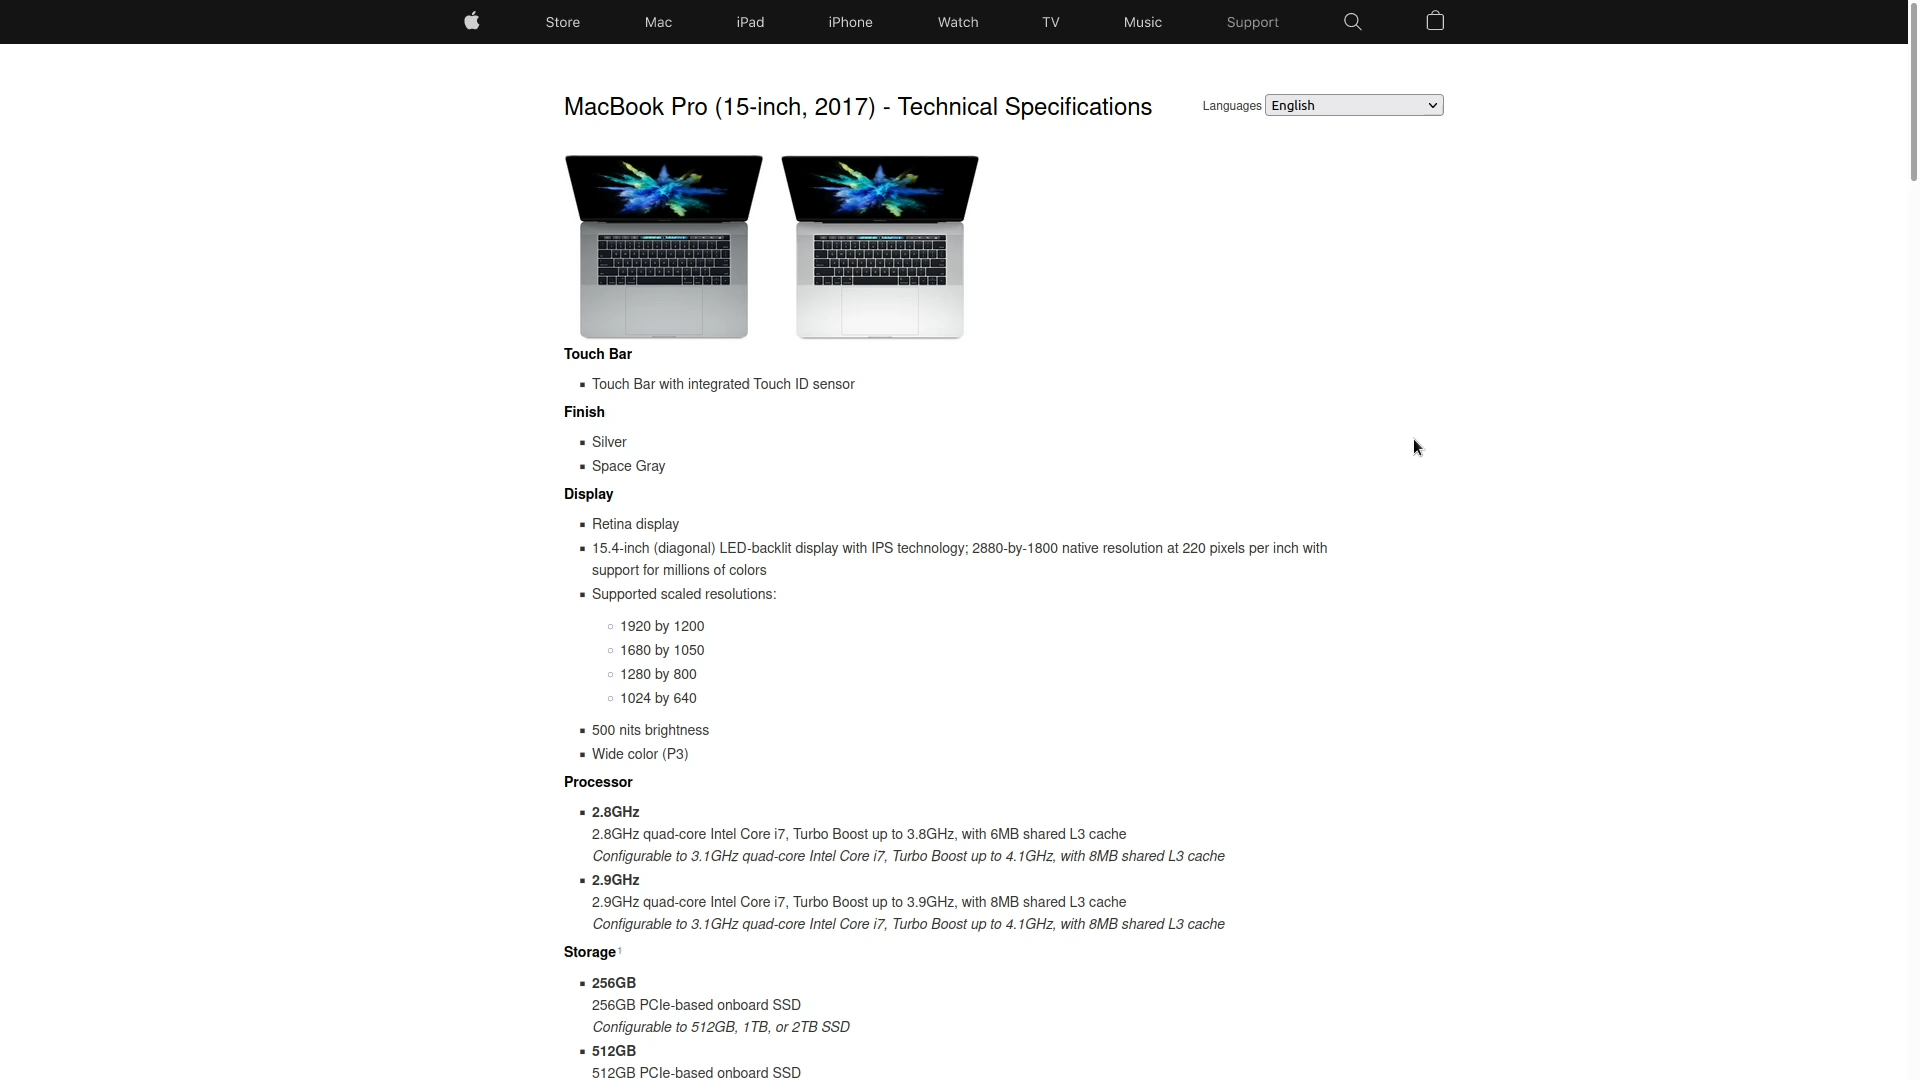 Store Mac iPad iPhone Watch TV Music Support
MacBook Pro (15-inch, 2017) - Technical Specifications
Languages English
Touch Bar
Touch Bar with integrated Touch ID sensor
Finish
Silver
Space Gray
Display
Retina display
15.4-inch (diagonal) LED-backlit display with IPS technology; 2880-by-1800 native resolution at 220 pixels per inch with
support for millions of colors
Supported scaled resolutions:
1920 by 1200
1680 by 1050
1280 by 800
1024 by 640
500 nits brightness
Wide color (P3)
Processor
2.8GHz
2.8GHz quad-core Intel Core i7, Turbo Boost up to 3.8GHz, with 6MB shared L3 cache
Configurable to 3.1GHz quad-core Intel Core i7, Turbo Boost up to 4.1GHz, with 8MB shared L3 cache
2.9GHz
2.9GHz quad-core Intel Core i7, Turbo Boost up to 3.9GHz, with 8MB shared L3 cache
Configurable to 3.1GHz quad-core Intel Core i7, Turbo Boost up to 4.1GHz, with 8MB shared L3 cache
Storage1
256GB
256GB PCIe-based onboard SSD
Configurable to 512GB, 1TB, or 2TB SSD
512GB
512GB PCIe-based onboard SSD